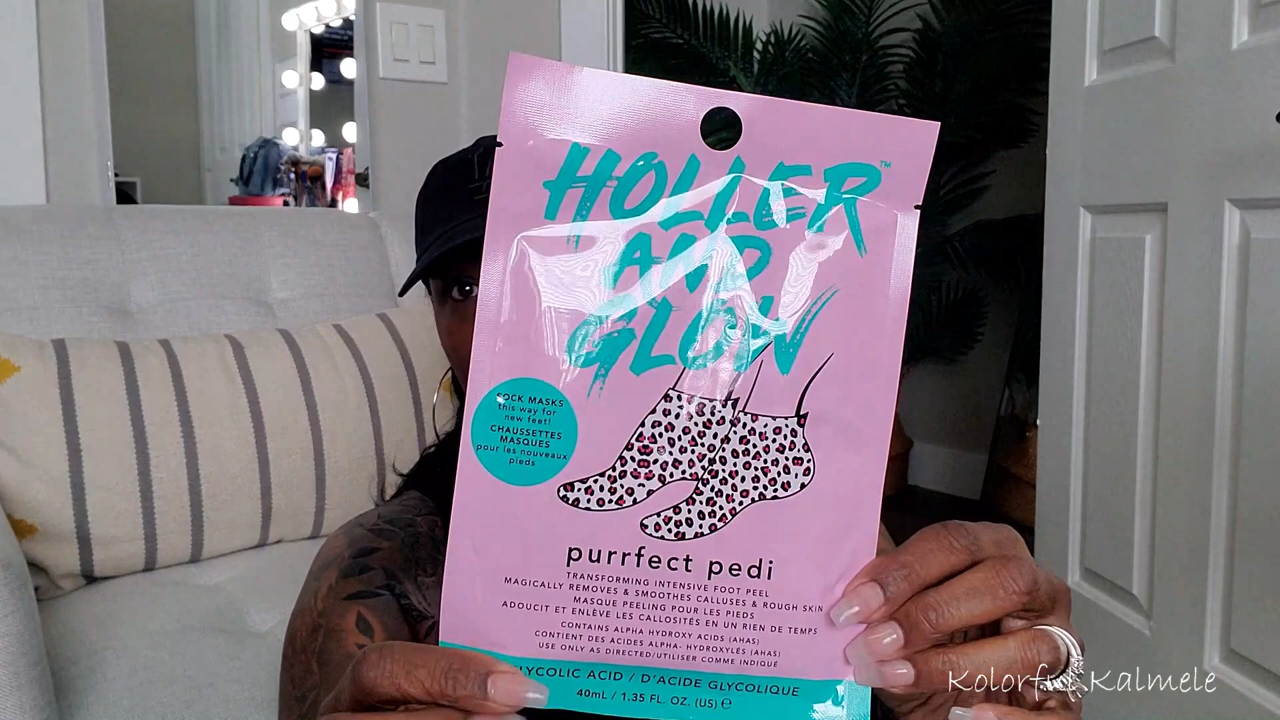 HOLLER™
AND
GLOW
SOCK MASKS
this way for
new feet!
CHAUSSETTES
MASQUES
pour les nouveaux
pieds
purrfect pedi
TRANSFORMING INTENSIVE FOOT PEEL
MAGICALLY REMOVES & SMOOTHES CALLUSES & ROUGH SKIN
MASQUE PEELING POUR LES PIEDS
ADOUCIT ET ENLÈVE LES CALLOSITÉS EN UN RIEN DE TEMPS
CONTAINS ALPHA HYDROXY ACIDS (AHAS)
CONTIENT DES ACIDES ALPHA- HYDROXYLÉS (AHAS)
USE ONLY AS DIRECTED/UTILISER COMME INDIQUÉ
LYCOLIC ACID / D'ACIDE GLYCOLIQUE
40mL / 1.35 FL. OZ. (US) ℮
Kolorful Kalmele